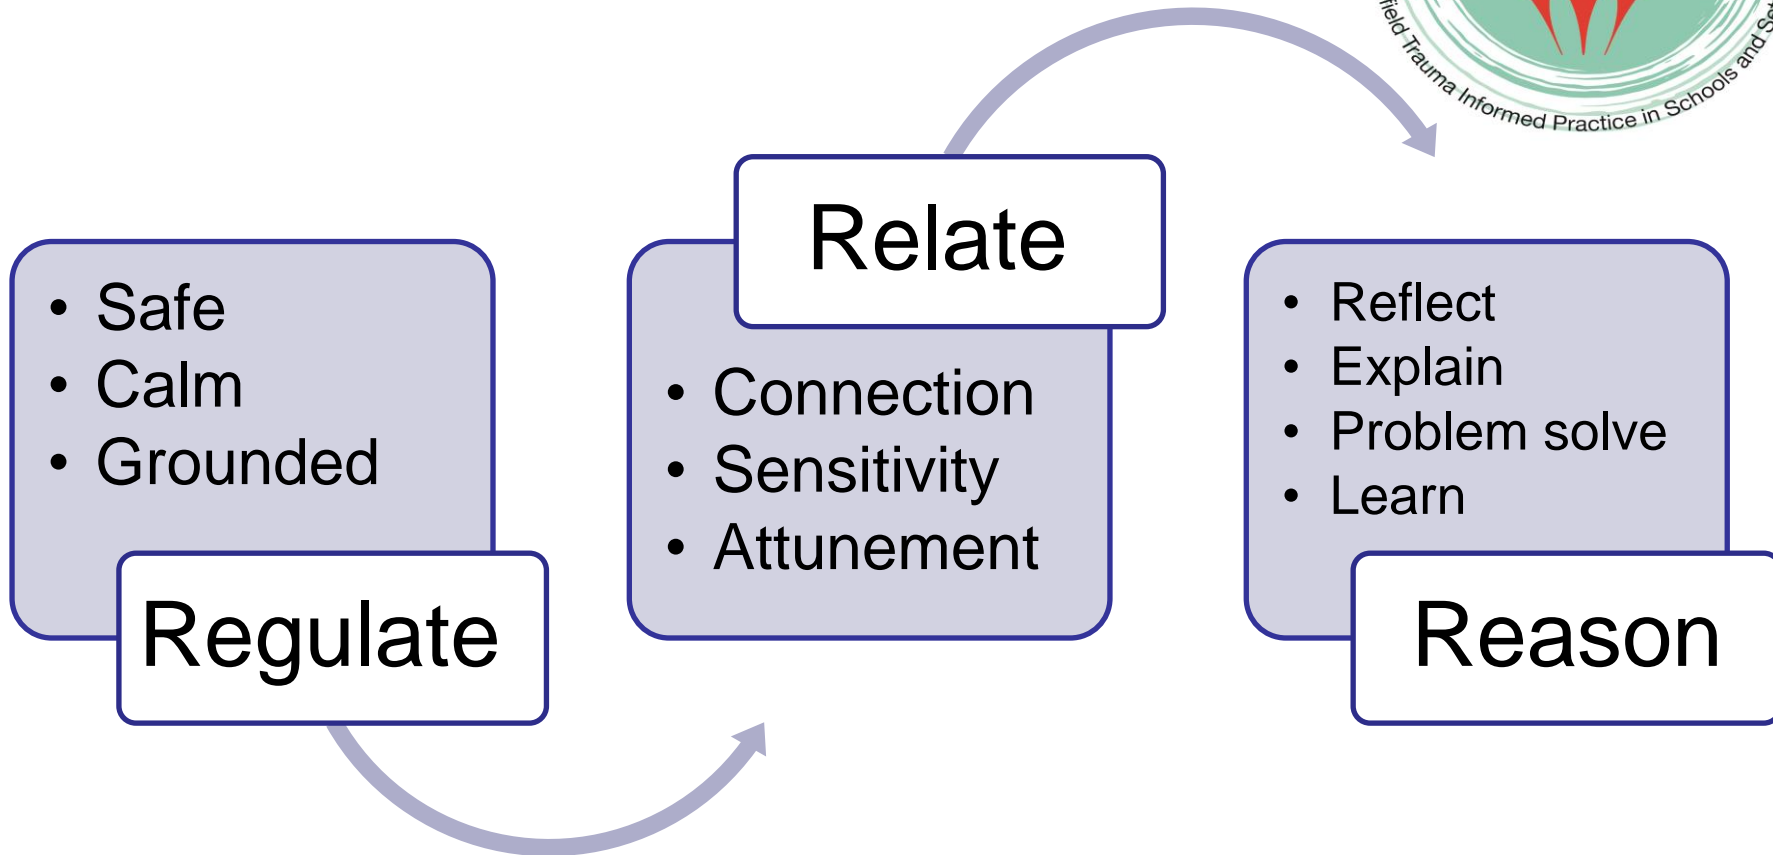 field Trauma Informed Practice in Schools and
• Safe
• Calm
• Grounded
Regulate
Relate
• Connection
• Sensitivity
• Attunement
• Reflect
• Explain
• Problem solve
• Learn
Reason